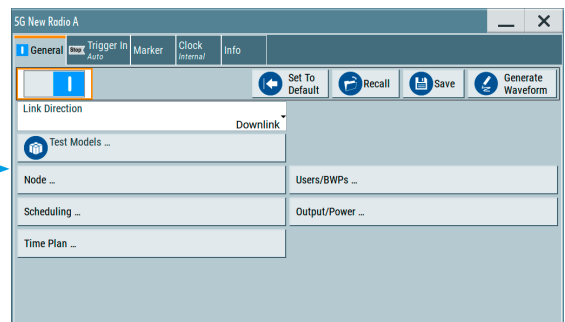 5G New Radio A
General
Stop
Trigger In
Auto
Marker
Clock
Internal
Info
Set To
Default
Recall
Save
Generate
Waveform
Link Direction
Downlink
Test Models ...
Node ...
Users/BWPs ...
Scheduling ...
Output/Power ...
Time Plan ...